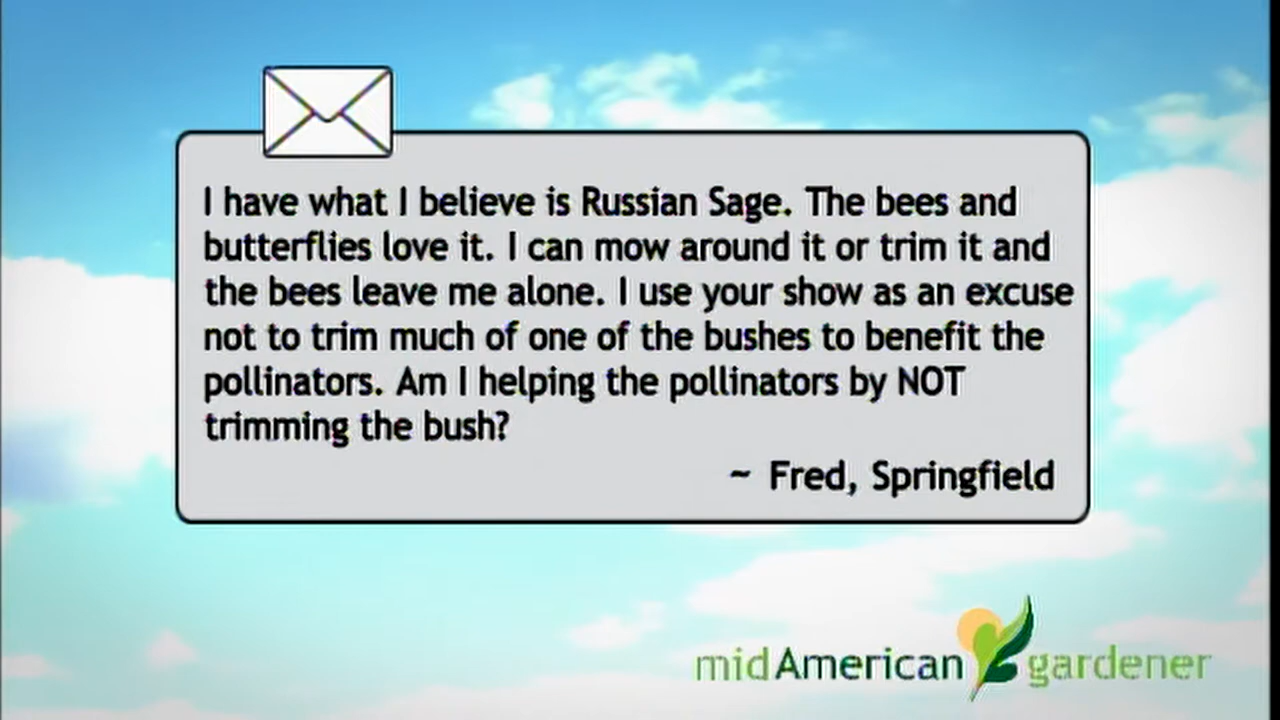 I have what I believe is Russian Sage. The bees and
butterflies love it. I can mow around it or trim it and
the bees leave me alone. I use your show as an excuse
not to trim much of one of the bushes to benefit the
pollinators. Am I helping the pollinators by NOT
trimming the bush?
~ Fred, Springfield
midAmerican gardener